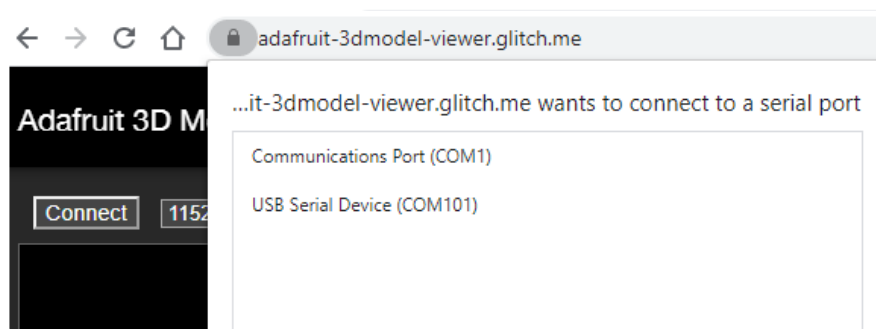 adafruit-3dmodel-viewer.glitch.me
...it-3dmodel-viewer.glitch.me wants to connect to a serial port
Adafruit 3D M
Communications Port (COM1)
USB Serial Device (COM101)
Connect 1152